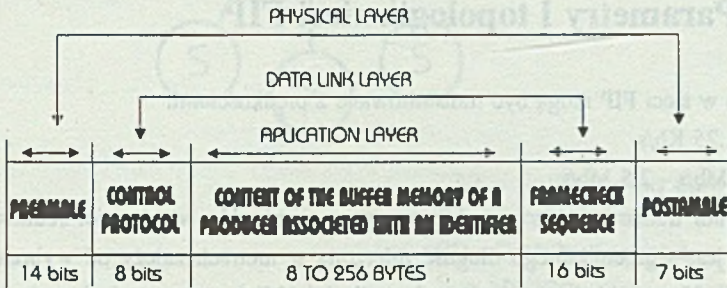 PHYSICAL LAYER
DATA LINK LAYER
APLICATION LAYER
PREAMBLE
CONTROL PROTOCOL
CONTENT OF THE BUFFER MEMORY OF A
PRODUCER ASSOCIETED WITH AN IDENTIFIER
FRAMECHECK
SEQUENCE
POSTAMBLE
14 bits
8 bits
8 TO 256 BYTES
16 bits
7 bits